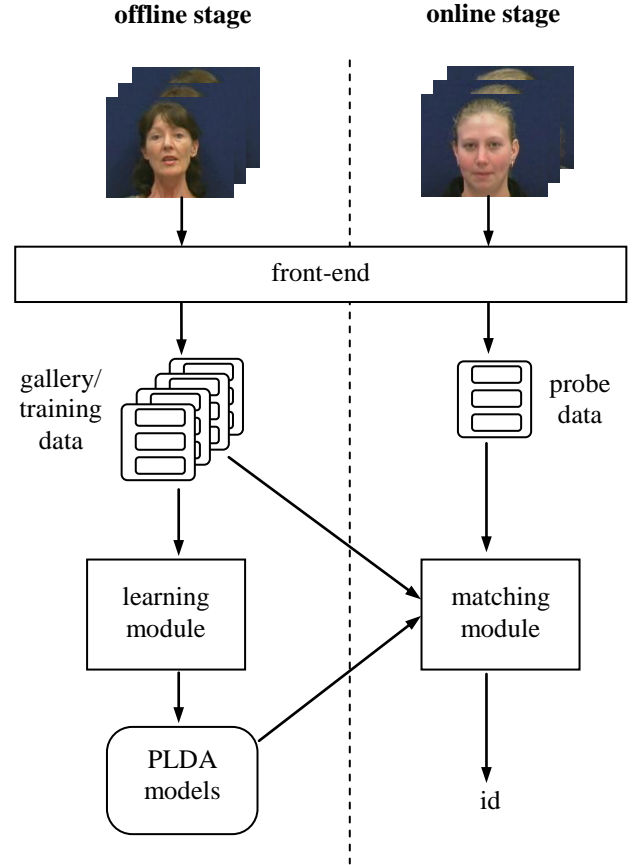 offline stage
online stage
front-end
gallery/
training
data
probe
data
learning
module
matching
module
PLDA
models
id